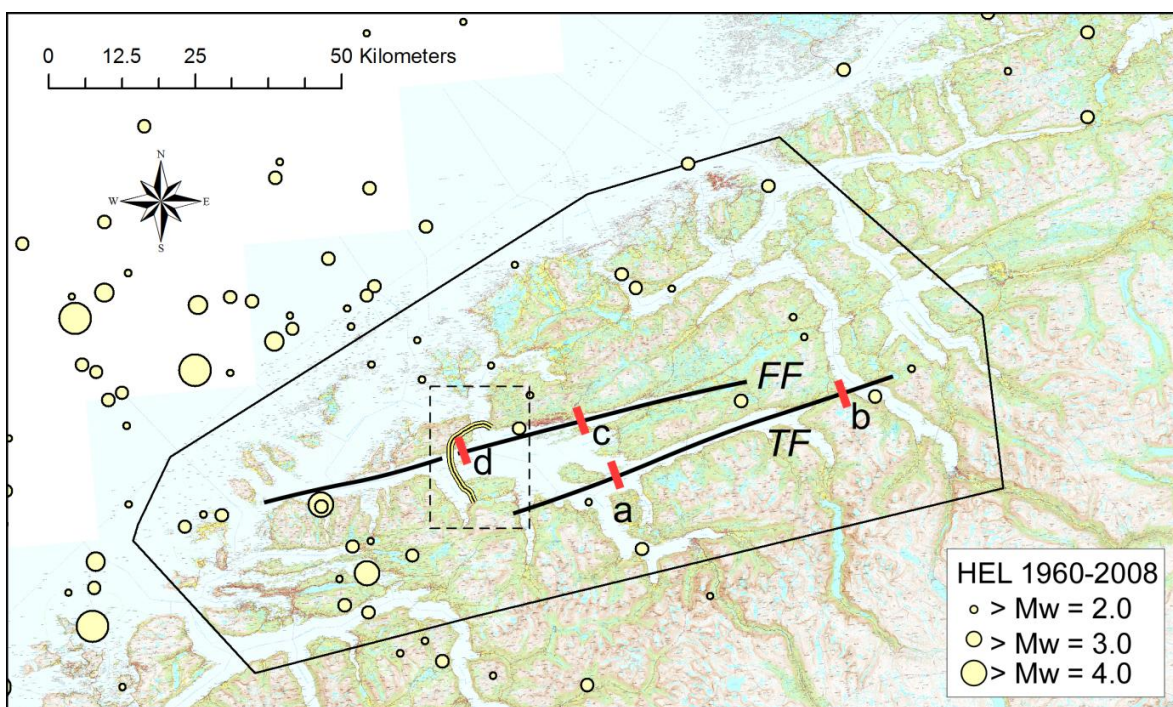 0 12.5 25 50 Kilometers
N
W E
S
FF
TF
b
c
d
a
HEL 1960-2008
> Mw = 2.0
> Mw = 3.0
> Mw = 4.0